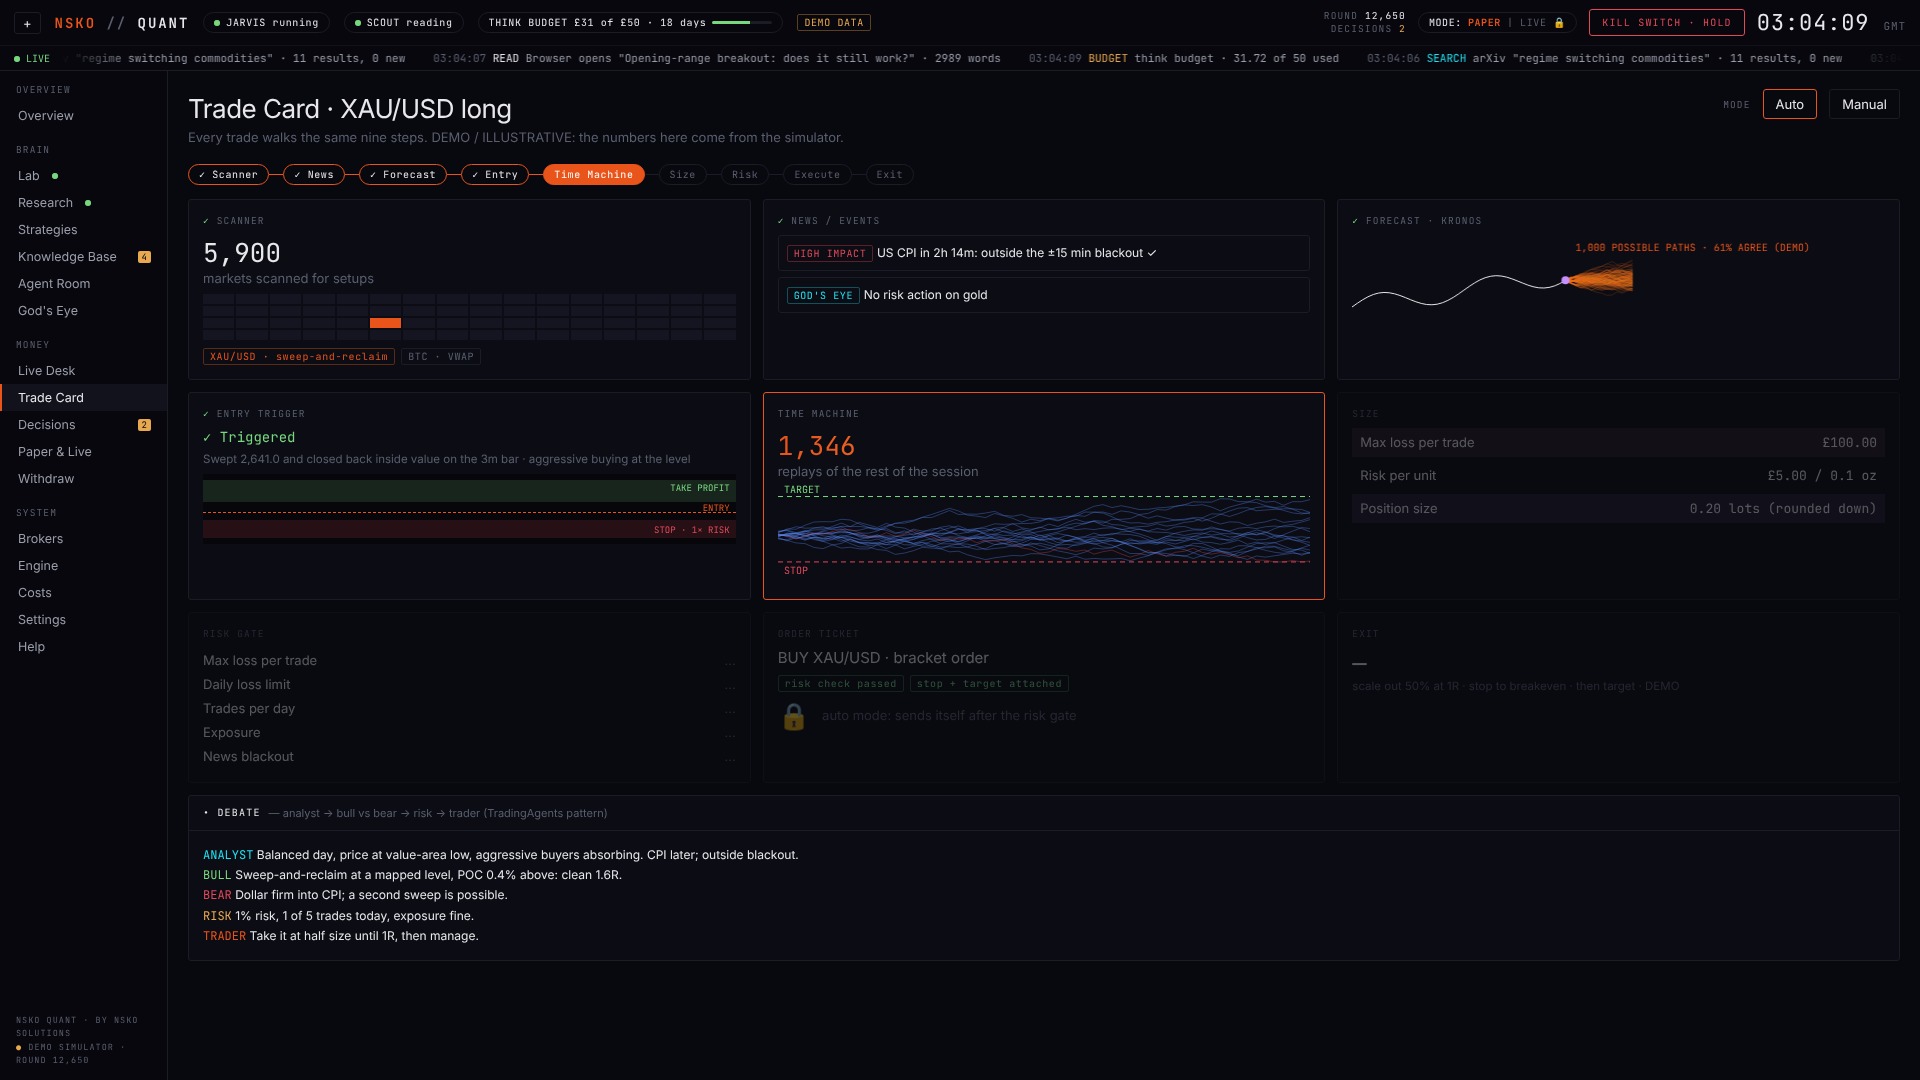 + NSKO // QUANT JARVIS running SCOUT reading THINK BUDGET £31 of £50 · 18 days DEMO DATA
ROUND 12,650
DECISIONS 2
MODE: PAPER | LIVE 🔒 KILL SWITCH · HOLD 03:04:09 GMT
LIVE "regime switching commodities" · 11 results, 0 new 03:04:07 READ Browser opens "Opening-range breakout: does it still work?" · 2989 words 03:04:09 BUDGET think budget · 31.72 of 50 used 03:04:06 SEARCH arXiv "regime switching commodities" · 11 results, 0 new
OVERVIEW
Overview
BRAIN
Lab
Research
Strategies
Knowledge Base 4
Agent Room
God's Eye
MONEY
Live Desk
Trade Card
Decisions 2
Paper & Live
Withdraw
SYSTEM
Brokers
Engine
Costs
Settings
Help
NSKO QUANT · BY NSKO
SOLUTIONS
DEMO SIMULATOR ·
ROUND 12,650
Trade Card · XAU/USD long
Every trade walks the same nine steps. DEMO / ILLUSTRATIVE: the numbers here come from the simulator.
MODE Auto Manual
✓ Scanner ✓ News ✓ Forecast ✓ Entry Time Machine Size Risk Execute Exit
✓ SCANNER
5,900
markets scanned for setups
XAU/USD · sweep-and-reclaim BTC · VWAP
✓ NEWS / EVENTS
HIGH IMPACT US CPI in 2h 14m: outside the ±15 min blackout ✓
GOD'S EYE No risk action on gold
✓ FORECAST · KRONOS
1,000 POSSIBLE PATHS · 61% AGREE (DEMO)
✓ ENTRY TRIGGER
✓ Triggered
Swept 2,641.0 and closed back inside value on the 3m bar · aggressive buying at the level
TAKE PROFIT
ENTRY
STOP · 1× RISK
TIME MACHINE
1,346
replays of the rest of the session
TARGET
STOP
SIZE
Max loss per trade £100.00
Risk per unit £5.00 / 0.1 oz
Position size 0.20 lots (rounded down)
RISK GATE
Max loss per trade ...
Daily loss limit ...
Trades per day ...
Exposure ...
News blackout ...
ORDER TICKET
BUY XAU/USD · bracket order
risk check passed stop + target attached
🔒 auto mode: sends itself after the risk gate
EXIT
—
scale out 50% at 1R · stop to breakeven · then target · DEMO
• DEBATE — analyst → bull vs bear → risk → trader (TradingAgents pattern)
ANALYST Balanced day, price at value-area low, aggressive buyers absorbing. CPI later; outside blackout.
BULL Sweep-and-reclaim at a mapped level, POC 0.4% above: clean 1.6R.
BEAR Dollar firm into CPI; a second sweep is possible.
RISK 1% risk, 1 of 5 trades today, exposure fine.
TRADER Take it at half size until 1R, then manage.